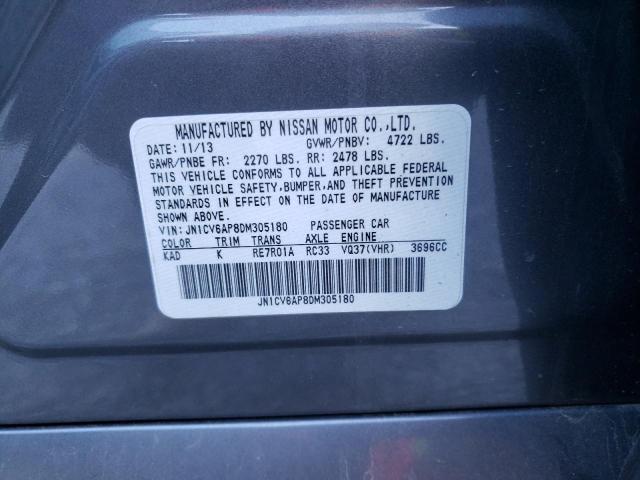 MANUFACTURED BY NISSAN MOTOR CO.,LTD.
DATE: 11/13 GVWR/PNBV: 4722 LBS.
GAWR/PNBE FR: 2270 LBS. RR: 2478 LBS.
THIS VEHICLE CONFORMS TO ALL APPLICABLE FEDERAL
MOTOR VEHICLE SAFETY,BUMPER,AND THEFT PREVENTION
STANDARDS IN EFFECT ON THE DATE OF MANUFACTURE
SHOWN ABOVE.
VIN: JN1CV6AP8DM305180 PASSENGER CAR
COLOR TRIM TRANS AXLE ENGINE
KAD K RE7R01A RC33 VQ37(VHR) 3696CC
JN1CV6AP8DM305180